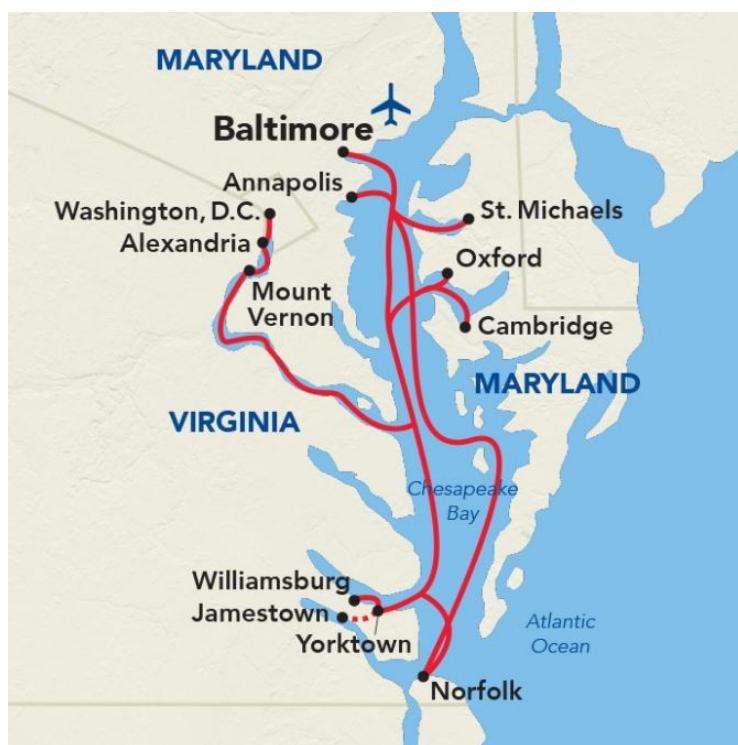 MARYLAND
Baltimore
Annapolis
Washington, D.C.
St. Michaels
Alexandria
Oxford
Mount
Vernon
Cambridge
MARYLAND
VIRGINIA
Chesapeake
Bay
Williamsburg
Jamestown
Yorktown
Atlantic
Ocean
Norfolk